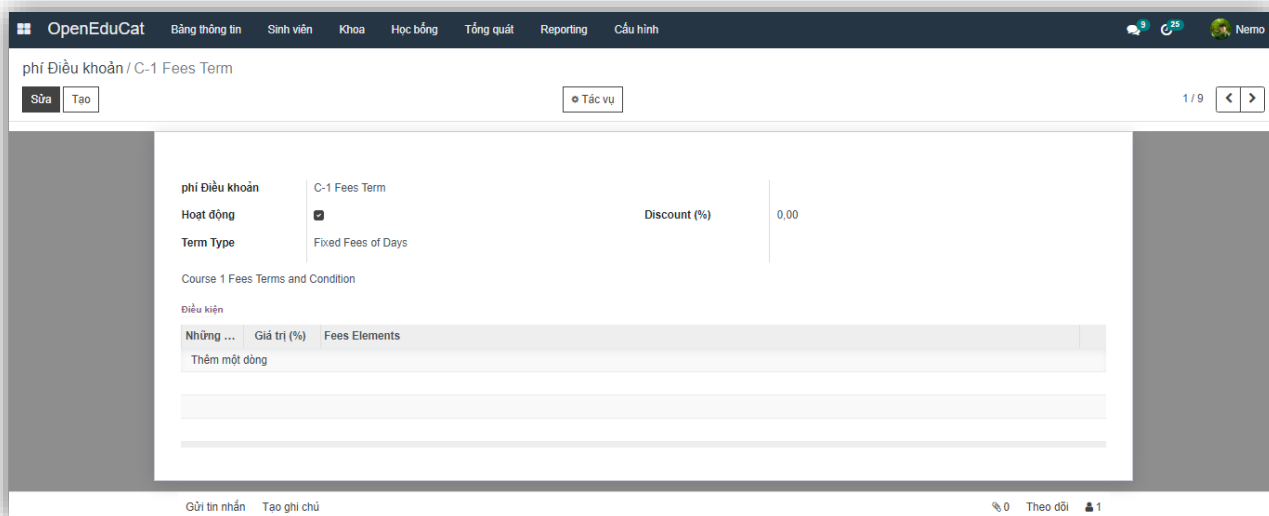 OpenEduCat Bảng thông tin Sinh viên Khoa Học bổng Tổng quát Reporting Cấu hình 9 25 Nemo
phí Điều khoản / C-1 Fees Term
Sửa Tạo Tác vụ 1 / 9
phí Điều khoản C-1 Fees Term
Hoạt động Discount (%) 0,00
Term Type Fixed Fees of Days
Course 1 Fees Terms and Condition
Điều kiện
Những ... Giá trị (%) Fees Elements
Thêm một dòng
Gửi tin nhắn Tạo ghi chú 0 Theo dõi 1